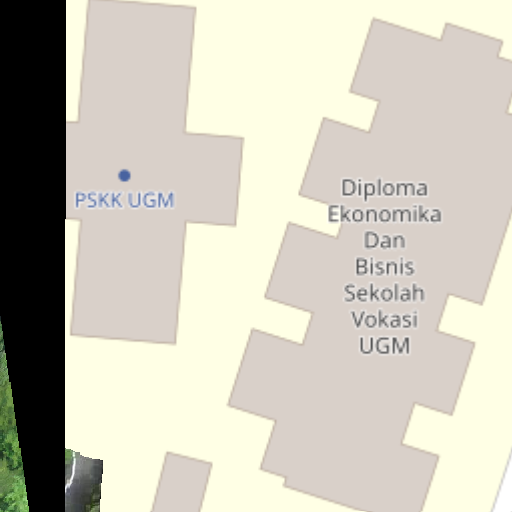 PSKK UGM
Diploma
Ekonomika
Dan
Bisnis
Sekolah
Vokasi
UGM